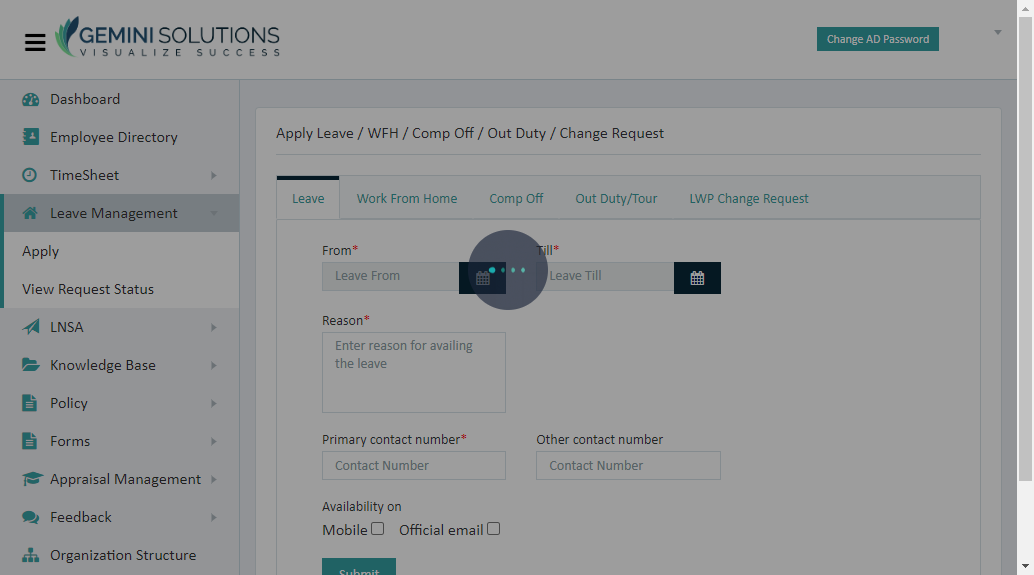 GEMINI SOLUTIONS
VISUALIZE SUCCESS
Change AD Password
Dashboard
Employee Directory
TimeSheet
Leave Management
Apply
View Request Status
LNSA
Knowledge Base
Policy
Forms
Appraisal Management
Feedback
Organization Structure
Apply Leave / WFH / Comp Off / Out Duty / Change Request
Leave
Work From Home
Comp Off
Out Duty/Tour
LWP Change Request
From*
Till*
Leave From
Leave Till
Reason*
Enter reason for availing
the leave
Primary contact number*
Other contact number
Contact Number
Contact Number
Availability on
Mobile
Official email
Submit